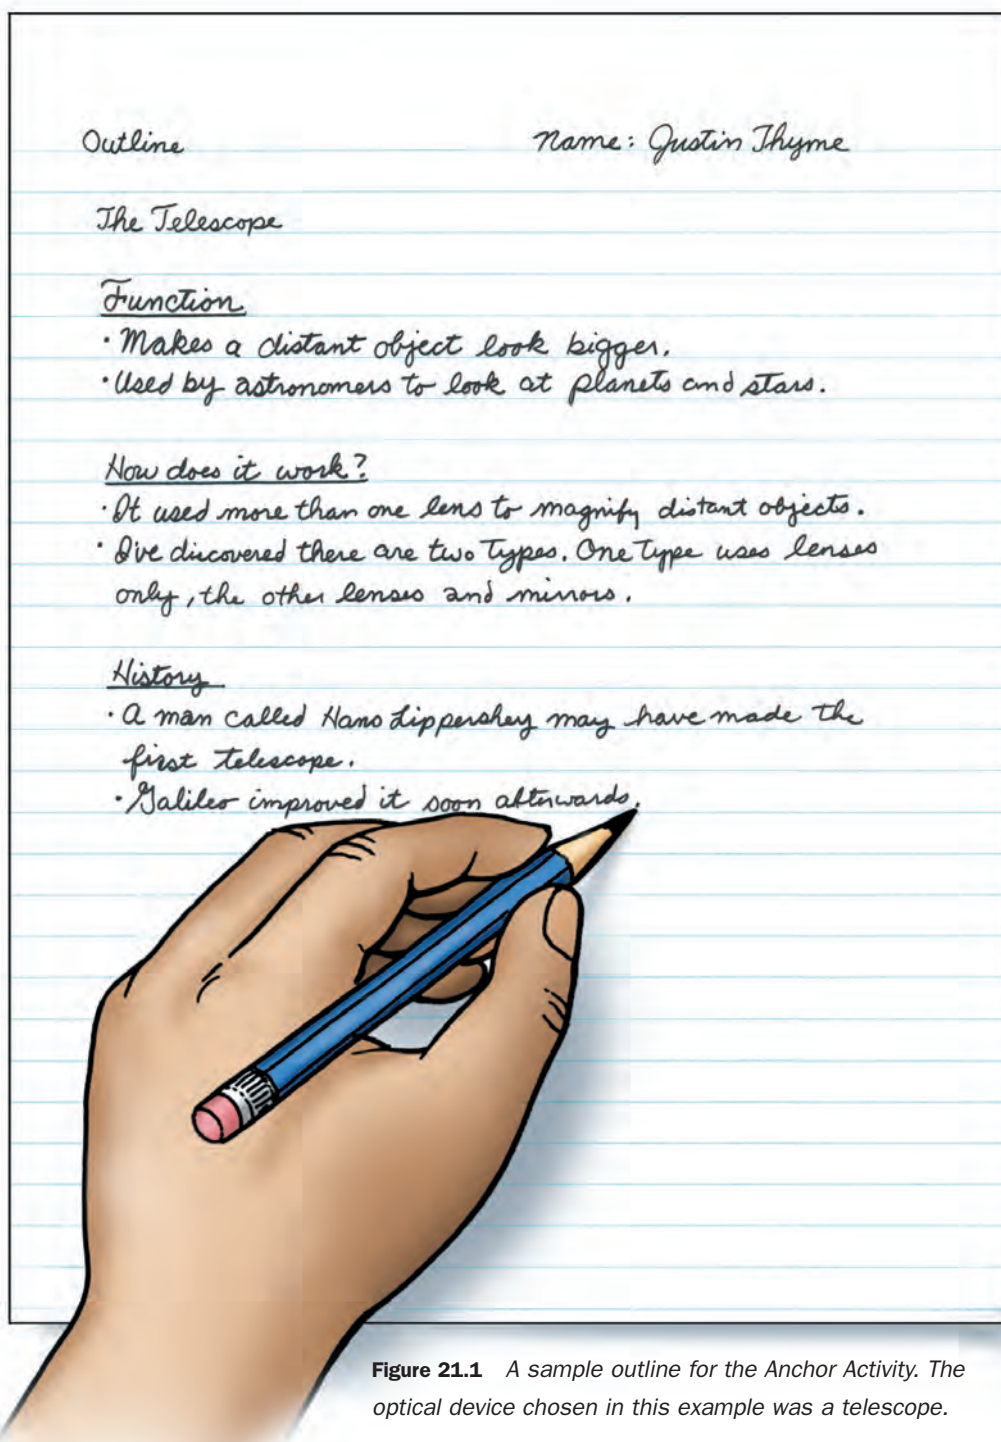 Outline Name: Justin Thyme
The Telescope
Function
· Makes a distant object look bigger.
· Used by astronomers to look at planets and stars.
How does it work?
· It used more than one lens to magnify distant objects.
· I've discovered there are two types. One type uses lenses
only, the other lenses and mirrors.
History
· A man called Hans Lippershey may have made the
first telescope.
· Galileo improved it soon afterwards.
Figure 21.1 A sample outline for the Anchor Activity. The
optical device chosen in this example was a telescope.